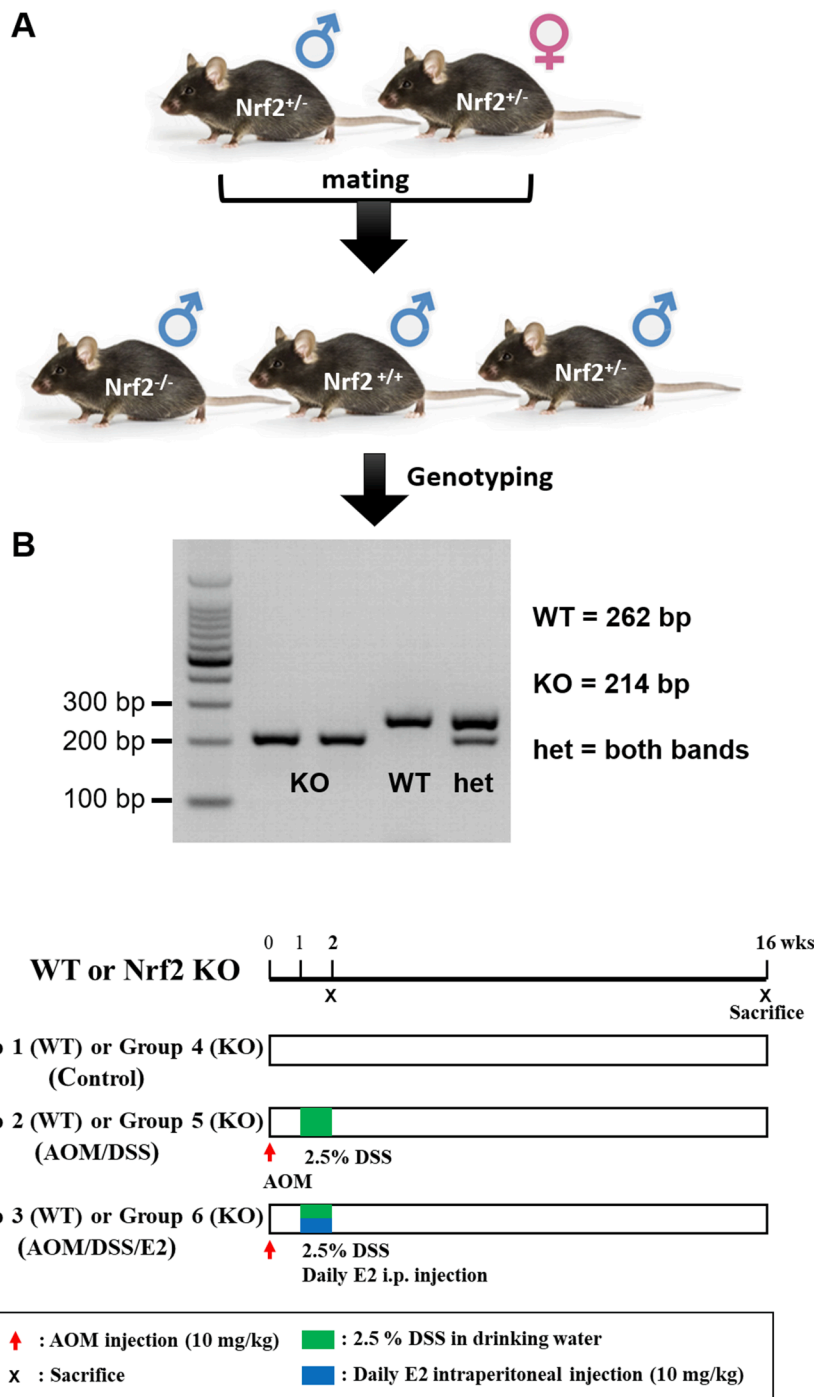 A
Nrf2+/-
Nrf2+/-
mating
Nrf2-/-
Nrf2 +/+
Nrf2+/-
Genotyping
B
300 bp
200 bp
100 bp
KO
WT
het
WT = 262 bp
KO = 214 bp
het = both bands
0 1 2 16 wks
WT or Nrf2 KO
x x
Sacrifice
p 1 (WT) or Group 4 (KO)
(Control)
p 2 (WT) or Group 5 (KO)
(AOM/DSS)
2.5% DSS
AOM
p 3 (WT) or Group 6 (KO)
(AOM/DSS/E2)
2.5% DSS
Daily E2 i.p. injection
: AOM injection (10 mg/kg)
: 2.5 % DSS in drinking water
x : Sacrifice
: Daily E2 intraperitoneal injection (10 mg/kg)